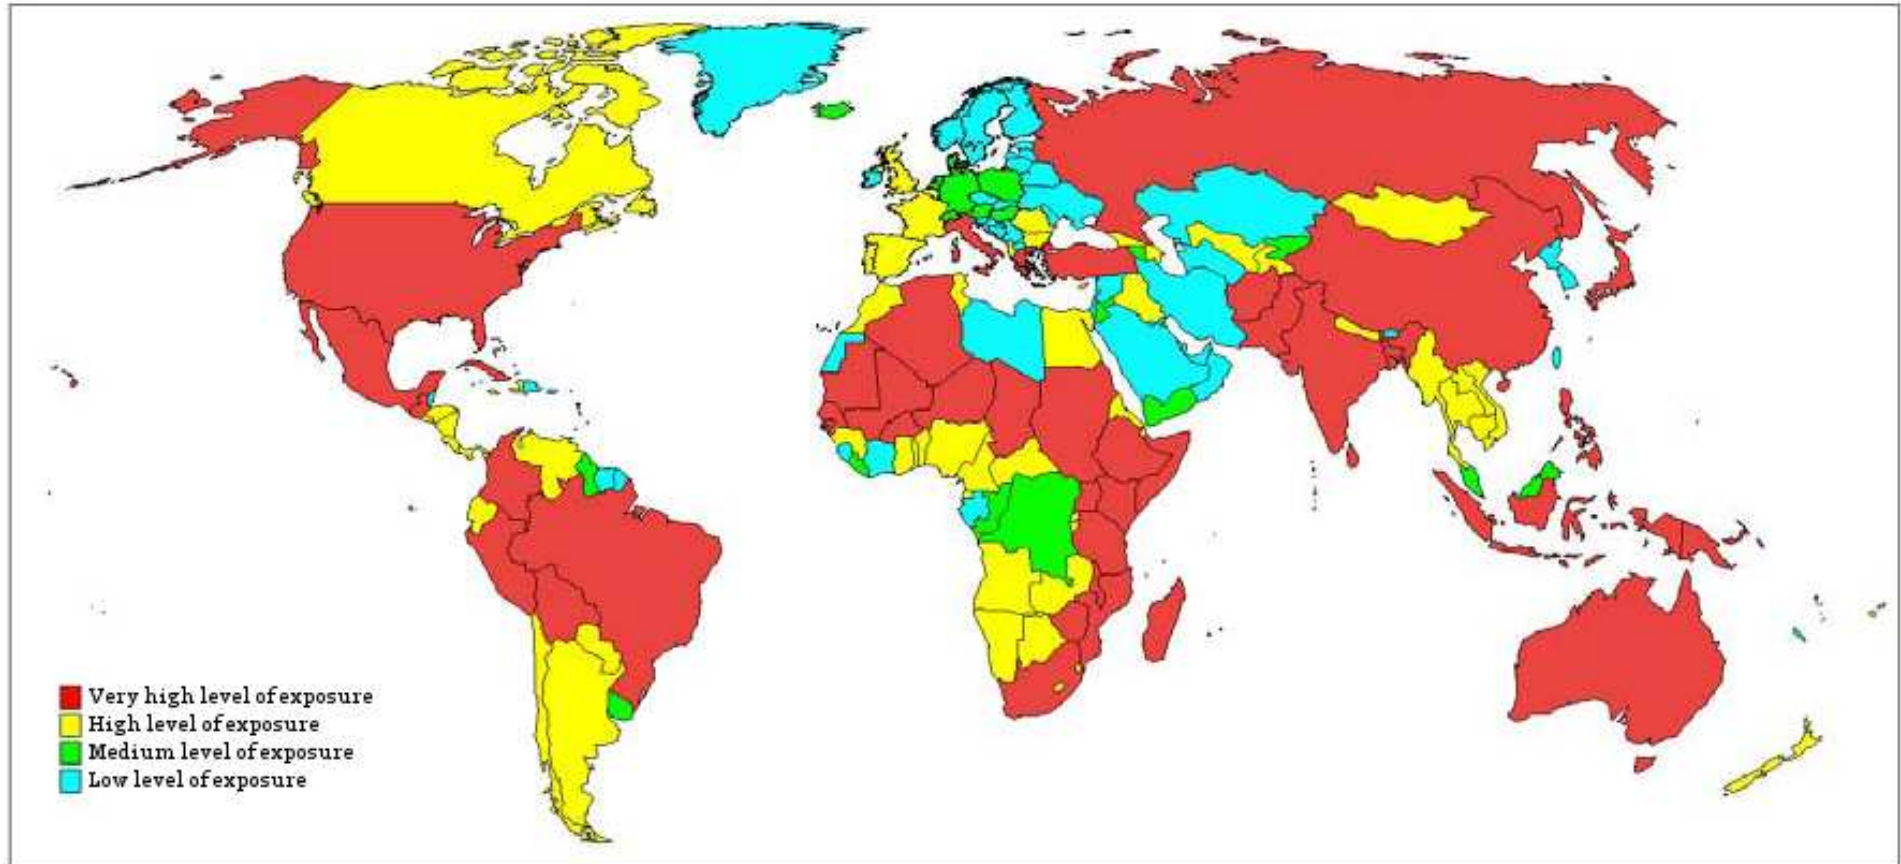 Very high level of exposure
High level of exposure
Medium level of exposure
Low level of exposure